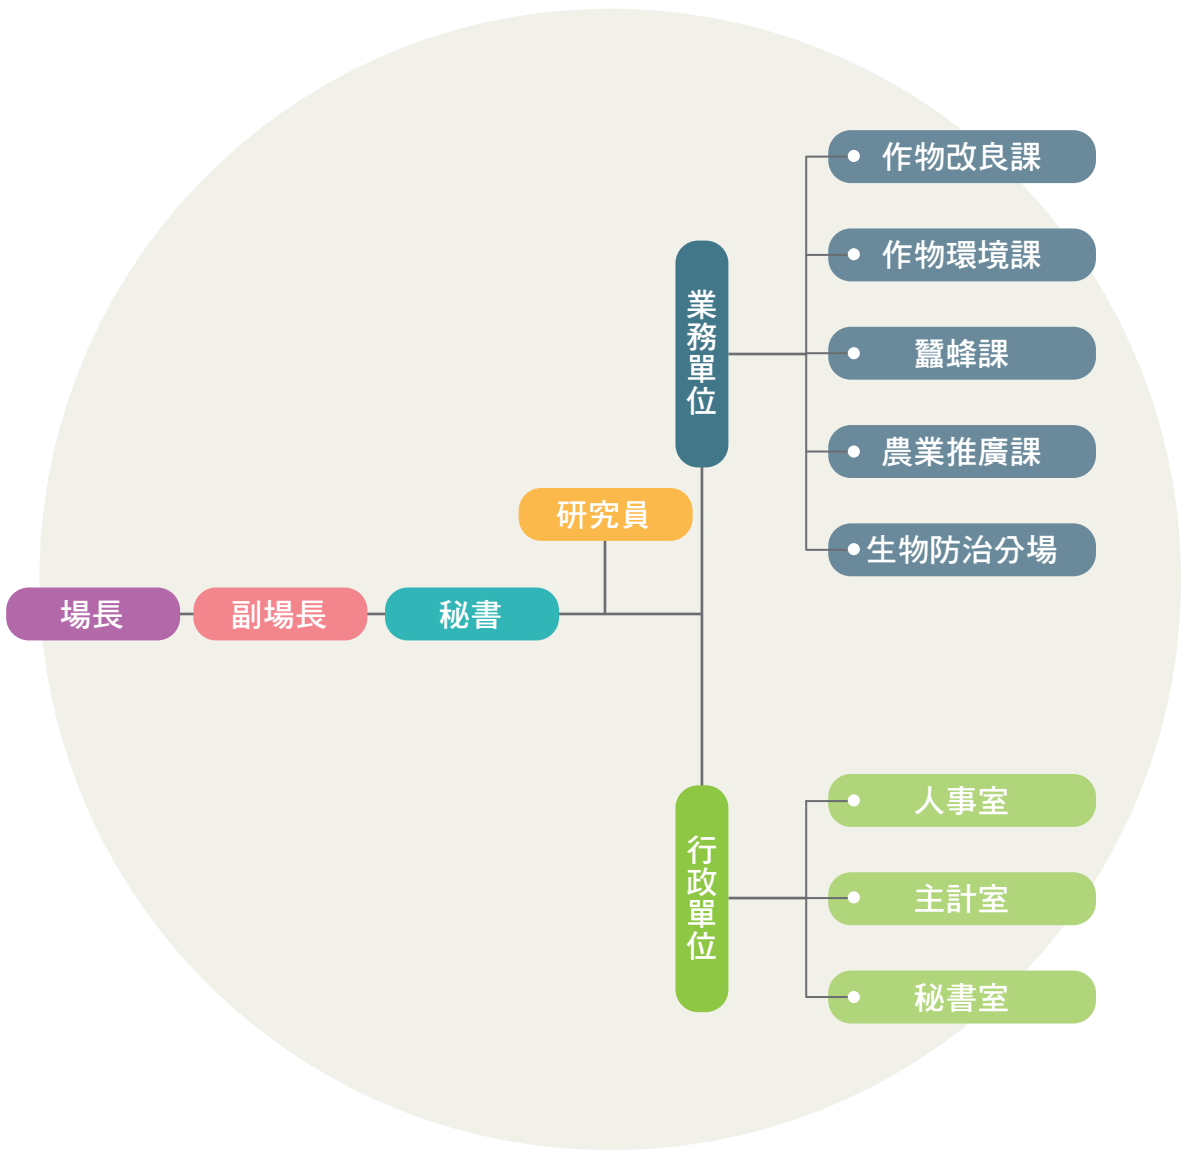 場長
副場長
秘書
研究員
業務單位
作物改良課
作物環境課
蠶蜂課
農業推廣課
生物防治分場
行政單位
人事室
主計室
秘書室